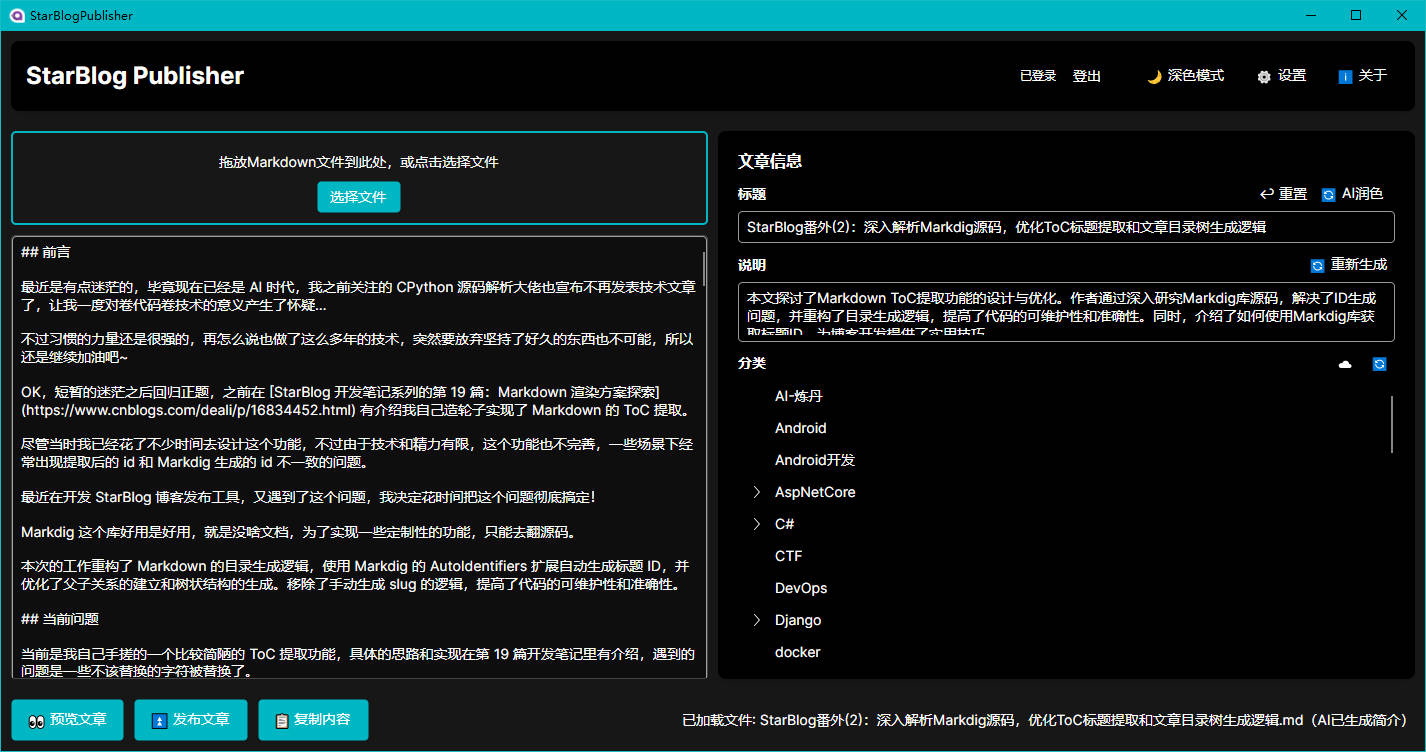 StarBlogPublisher
StarBlog Publisher
已登录 登出 深色模式 设置 关于
拖放Markdown文件到此处，或点击选择文件
选择文件
## 前言
最近是有点迷茫的，毕竟现在已经是 AI 时代，我之前关注的 CPython 源码解析大佬也宣布不再发表技术文章
了，让我一度对卷代码卷技术的意义产生了怀疑...
不过习惯的力量还是很强的，再怎么说也做了这么多年的技术，突然要放弃坚持了好久的东西也不可能，所以
还是继续加油吧~
OK，短暂的迷茫之后回归正题，之前在 [StarBlog 开发笔记系列的第 19 篇：Markdown 渲染方案探索]
(https://www.cnblogs.com/deali/p/16834452.html) 有介绍我自己造轮子实现了 Markdown 的 ToC 提取。
尽管当时我已经花了不少时间去设计这个功能，不过由于技术和精力有限，这个功能也不完善，一些场景下经
常出现提取后的 id 和 Markdig 生成的 id 不一致的问题。
最近在开发 StarBlog 博客发布工具，又遇到了这个问题，我决定花时间把这个问题彻底搞定！
Markdig 这个库好用是好用，就是没啥文档，为了实现一些定制性的功能，只能去翻源码。
本次的工作重构了 Markdown 的目录生成逻辑，使用 Markdig 的 AutoIdentifiers 扩展自动生成标题 ID，并
优化了父子关系的建立和树状结构的生成。移除了手动生成 slug 的逻辑，提高了代码的可维护性和准确性。
## 当前问题
当前是我自己手搓的一个比较简陋的 ToC 提取功能，具体的思路和实现在第 19 篇开发笔记里有介绍，遇到的
问题是一些不该替换的字符被替换了。
文章信息
标题 重置 AI润色
StarBlog番外(2)：深入解析Markdig源码，优化ToC标题提取和文章目录树生成逻辑
说明 重新生成
本文探讨了Markdown ToC提取功能的设计与优化。作者通过深入研究Markdig库源码，解决了ID生成
问题，并重构了目录生成逻辑，提高了代码的可维护性和准确性。同时，介绍了如何使用Markdig库获
取标题ID，为博客开发提供了实用技巧
分类
AI-炼丹
Android
Android开发
AspNetCore
C#
CTF
DevOps
Django
docker
预览文章 发布文章 复制内容
已加载文件: StarBlog番外(2)：深入解析Markdig源码，优化ToC标题提取和文章目录树生成逻辑.md（AI已生成简介）